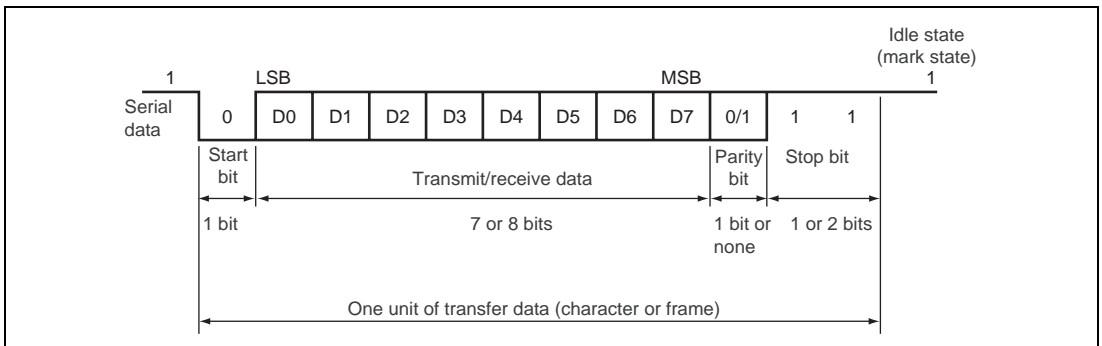 Idle state
(mark state)
1 LSB MSB 1
Serial
data
0 D0 D1 D2 D3 D4 D5 D6 D7 0/1 1 1
Start
bit
Transmit/receive data
Parity
bit
Stop bit
1 bit 7 or 8 bits 1 bit or
none
1 or 2 bits
One unit of transfer data (character or frame)